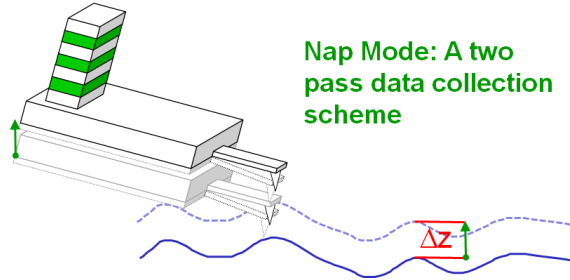 Nap Mode: A two
pass data collection
scheme
ΔZ